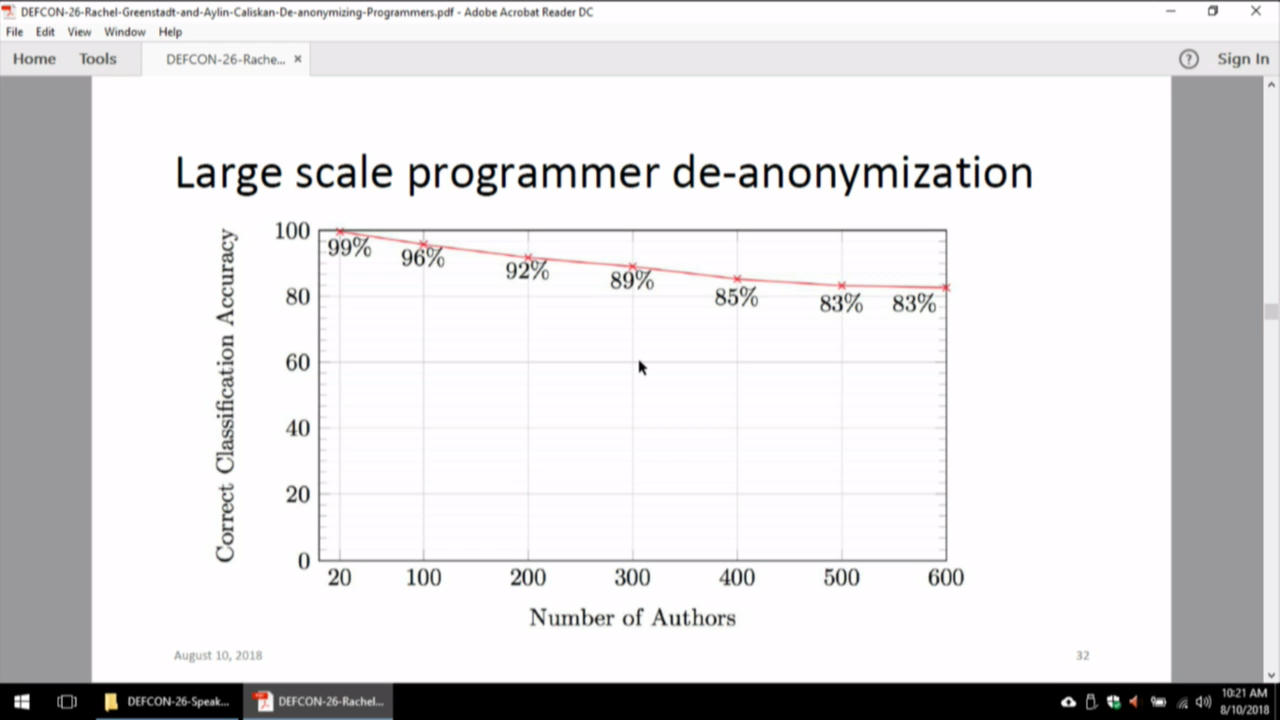 DEFCON-26-Rachel-Greenstadt-and-Aylin-Caliskan-De-anonymizing-Programmers.pdf - Adobe Acrobat Reader DC
File Edit View Window Help
Home Tools DEFCON-26-Rache... × ? Sign In
Large scale programmer de-anonymization
Correct Classification Accuracy
100
80
60
40
20
0
99% 96% 92% 89% 85% 83% 83%
20 100 200 300 400 500 600
Number of Authors
August 10, 2018 32
DEFCON-26-Speak... DEFCON-26-Rachel... 10:21 AM
8/10/2018